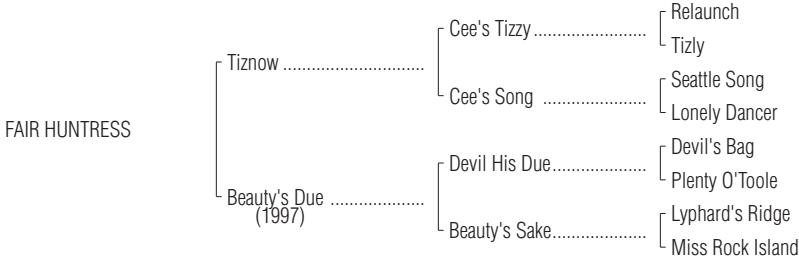 Relaunch
Cee's Tizzy ........................
Tizly
Tiznow ..............................
Seattle Song
Cee's Song ......................
Lonely Dancer
FAIR HUNTRESS
Devil's Bag
Devil His Due....................
Plenty O'Toole
Beauty's Due ....................
(1997)
Lyphard's Ridge
Beauty's Sake....................
Miss Rock Island